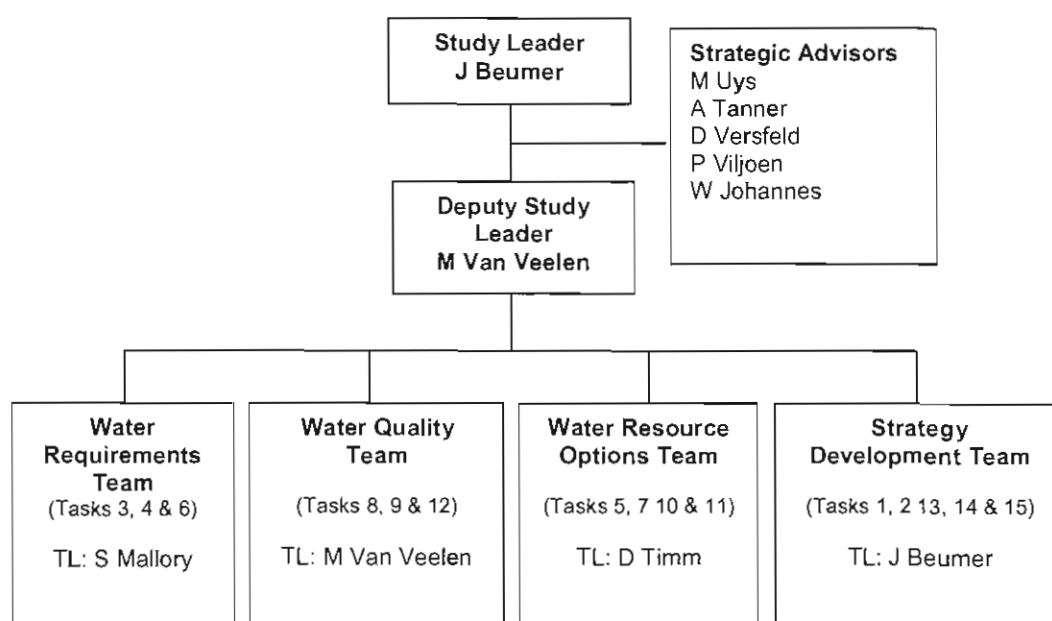 Study Leader
J Beumer
Strategic Advisors
M Uys
A Tanner
D Versfeld
P Viljoen
W Johannes
Deputy Study
Leader
M Van Veelen
Water
Requirements
Team
(Tasks 3, 4 & 6)
TL: S Mallory
Water Quality
Team
(Tasks 8, 9 & 12)
TL: M Van Veelen
Water Resource
Options Team
(Tasks 5, 7 10 & 11)
TL: D Timm
Strategy
Development Team
(Tasks 1, 2 13, 14 & 15)
TL: J Beumer